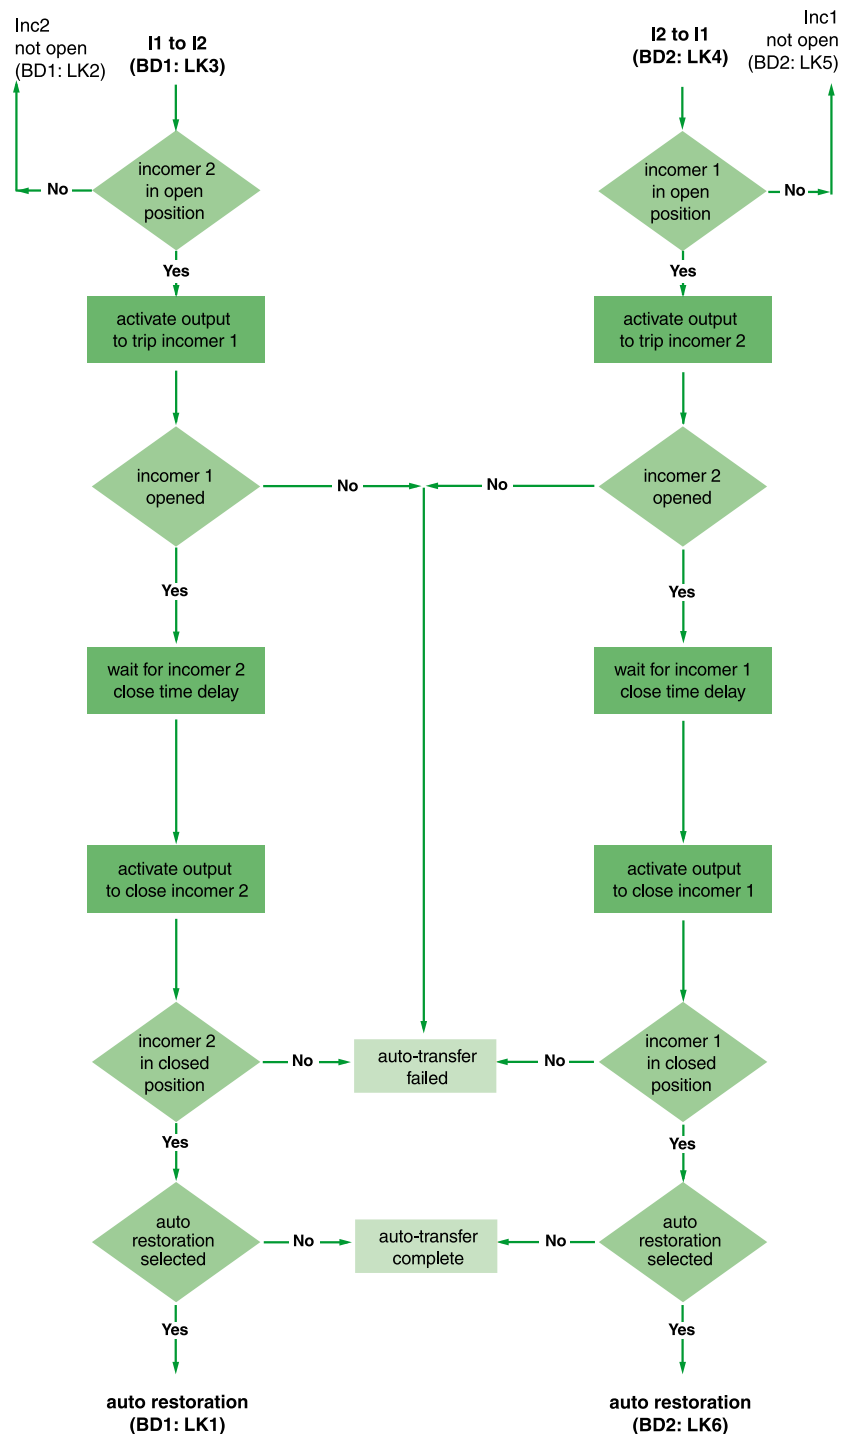 Inc2
not open
(BD1: LK2)
I1 to I2
(BD1: LK3)
I2 to I1
(BD2: LK4)
Inc1
not open
(BD2: LK5)
incomer 2
in open
position
No
Yes
incomer 1
in open
position
No
Yes
activate output
to trip incomer 1
activate output
to trip incomer 2
incomer 1
opened
No
Yes
No
incomer 2
opened
Yes
wait for incomer 2
close time delay
wait for incomer 1
close time delay
activate output
to close incomer 2
activate output
to close incomer 1
incomer 2
in closed
position
No
Yes
auto-transfer
failed
No
incomer 1
in closed
position
Yes
auto
restoration
selected
No
Yes
auto-transfer
complete
No
auto
restoration
selected
Yes
auto restoration
(BD1: LK1)
auto restoration
(BD2: LK6)